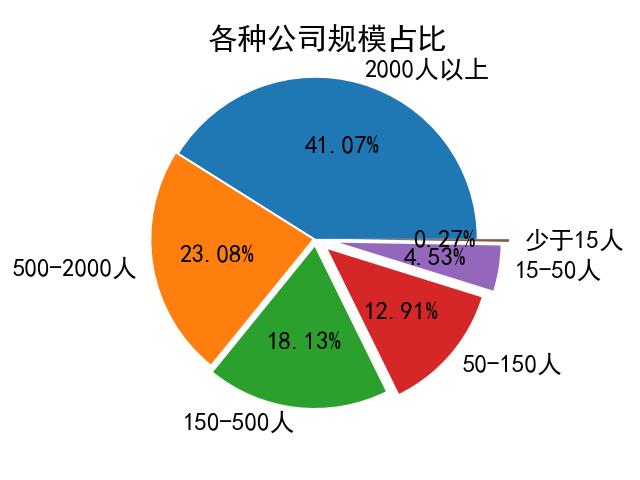 各种公司规模占比
2000人以上
41.07%
500-2000人
23.08%
150-500人
18.13%
50-150人
12.91%
15-50人
4.53%
少于15人
0.27%